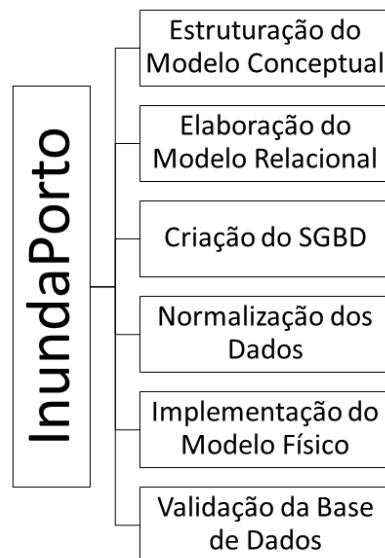 InundaPorto
Estruturação do
Modelo Conceptual
Elaboração do
Modelo Relacional
Criação do SGBD
Normalização dos
Dados
Implementação do
Modelo Físico
Validação da Base
de Dados